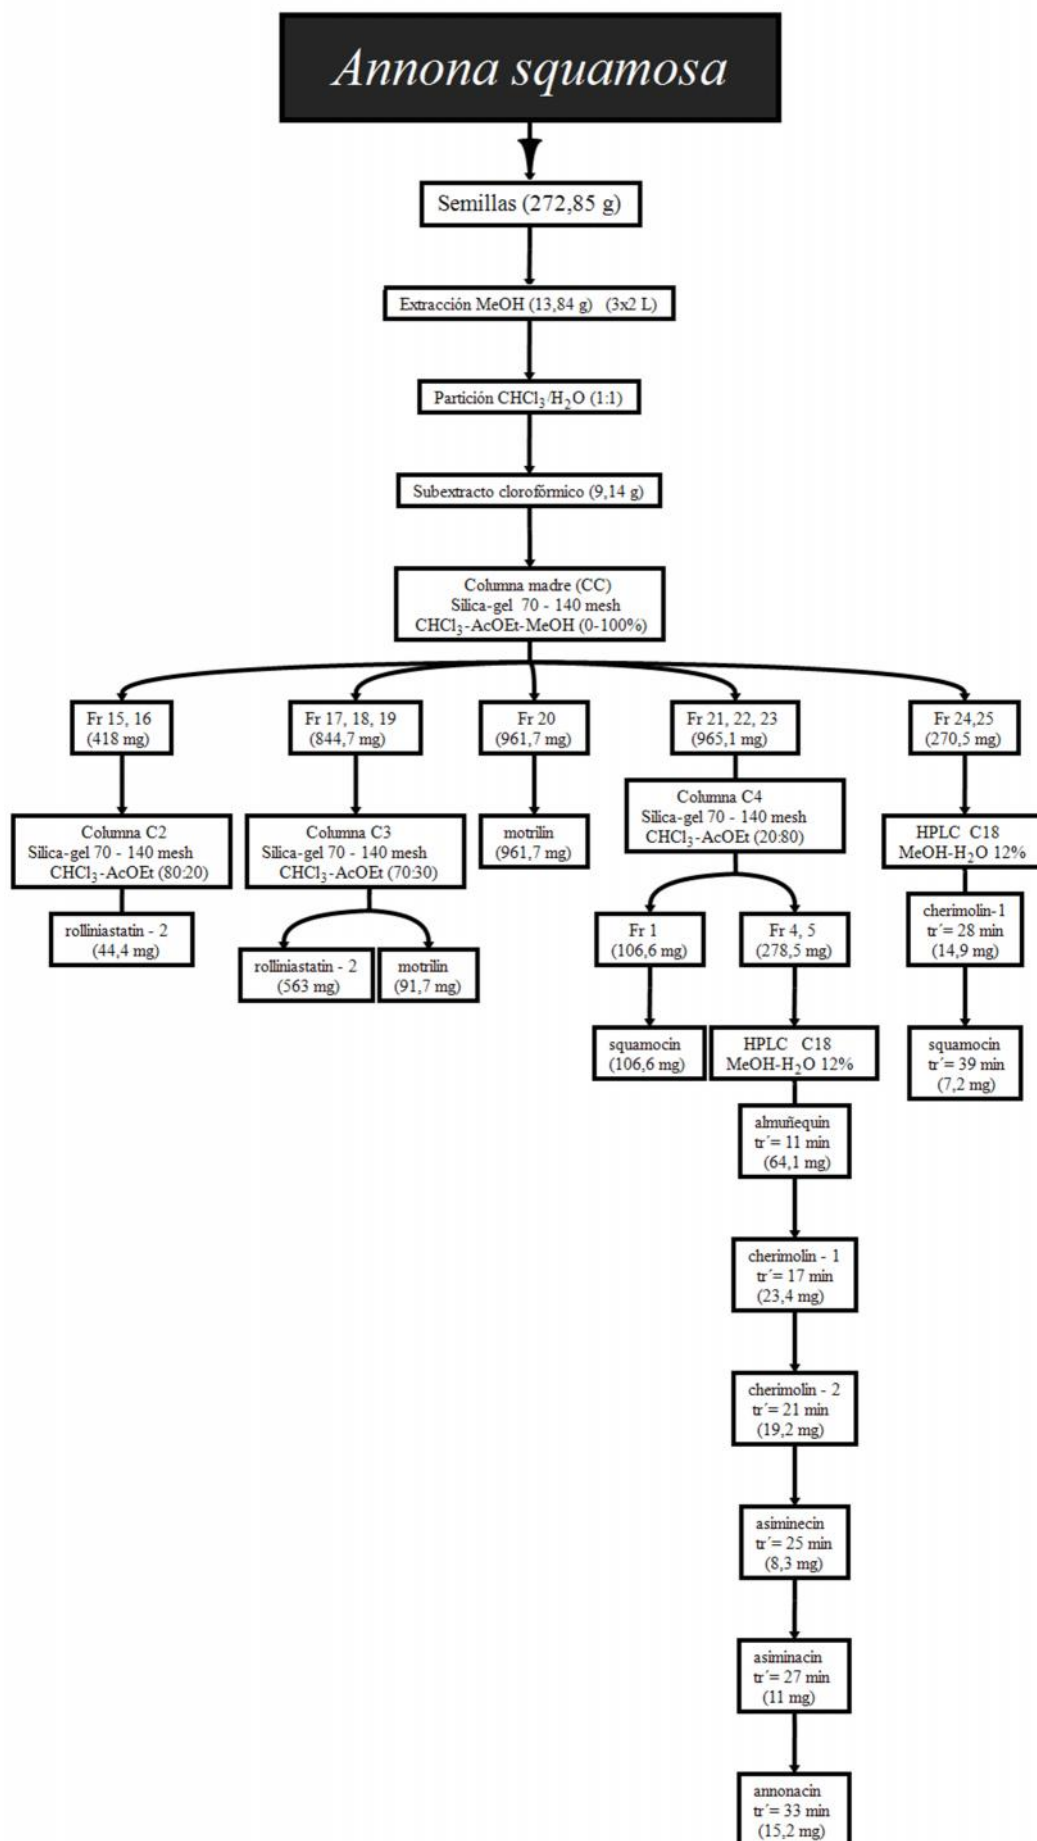 Annona squamosa
Semillas (272,85 g)
Extracción MeOH (13,84 g) (3x2 L)
Partición CHCl₃/H₂O (1:1)
Subextracto clorofórmico (9,14 g)
Columna madre (CC)
Silica-gel 70 - 140 mesh
CHCl₃-AcOEt-MeOH (0-100%)
Fr 15, 16
(418 mg)
Fr 17, 18, 19
(844,7 mg)
Fr 20
(961,7 mg)
Fr 21, 22, 23
(965,1 mg)
Fr 24,25
(270,5 mg)
Columna C2
Silica-gel 70 - 140 mesh
CHCl₃-AcOEt (80:20)
Columna C3
Silica-gel 70 - 140 mesh
CHCl₃-AcOEt (70:30)
motrilin
(961,7 mg)
Columna C4
Silica-gel 70 - 140 mesh
CHCl₃-AcOEt (20:80)
HPLC C18
MeOH-H₂O 12%
rolliniastatin - 2
(44,4 mg)
rolliniastatin - 2
(563 mg)
motrilin
(91,7 mg)
Fr 1
(106,6 mg)
Fr 4, 5
(278,5 mg)
cherimolin-1
tr´= 28 min
(14,9 mg)
squamocin
(106,6 mg)
HPLC C18
MeOH-H₂O 12%
squamocin
tr´= 39 min
(7,2 mg)
almuñequin
tr´= 11 min
(64,1 mg)
cherimolin - 1
tr´= 17 min
(23,4 mg)
cherimolin - 2
tr´= 21 min
(19,2 mg)
asiminecin
tr´= 25 min
(8,3 mg)
asiminacin
tr´= 27 min
(11 mg)
annonacin
tr´= 33 min
(15,2 mg)